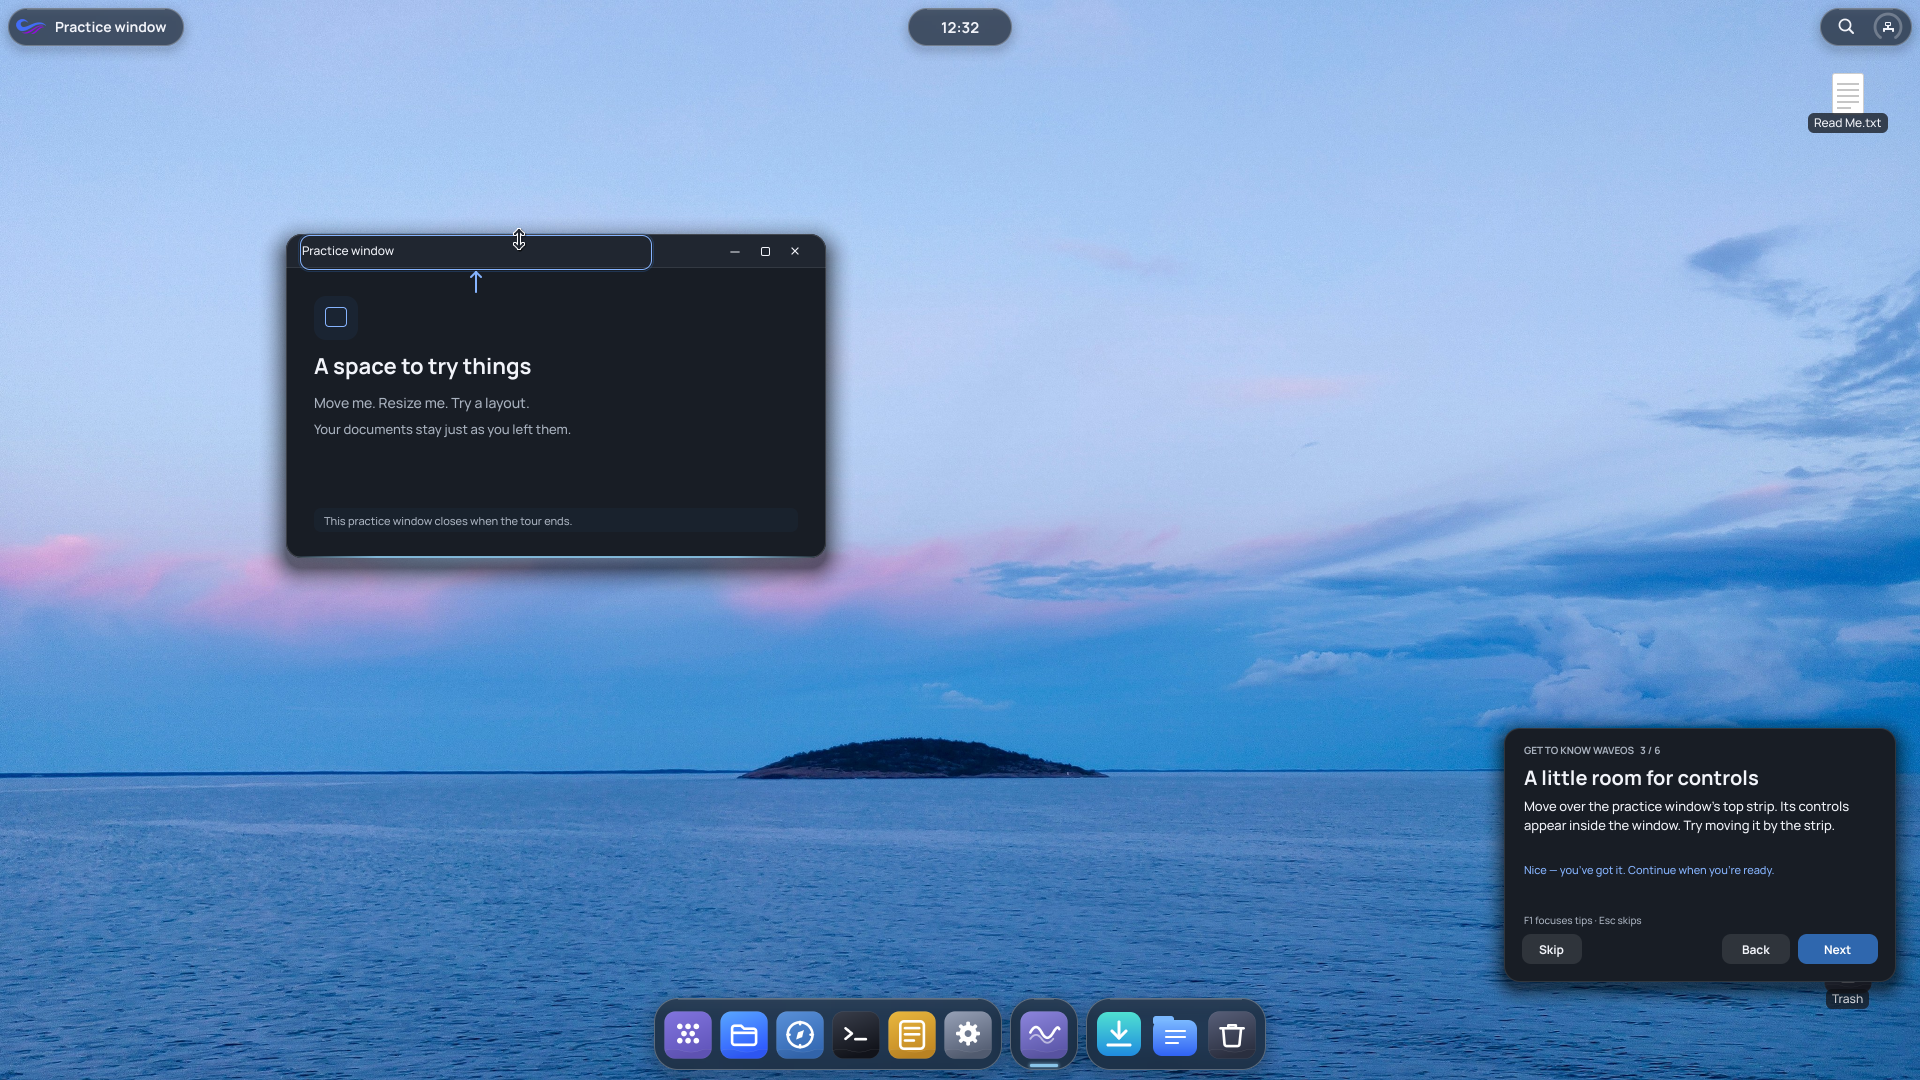 Practice window
12:32
Read Me.txt
Practice window
A space to try things
Move me. Resize me. Try a layout.
Your documents stay just as you left them.
This practice window closes when the tour ends.
GET TO KNOW WAVEOS 3 / 6
A little room for controls
Move over the practice window's top strip. Its controls
appear inside the window. Try moving it by the strip.
Nice — you've got it. Continue when you're ready.
F1 focuses tips · Esc skips
Skip
Back
Next
Trash